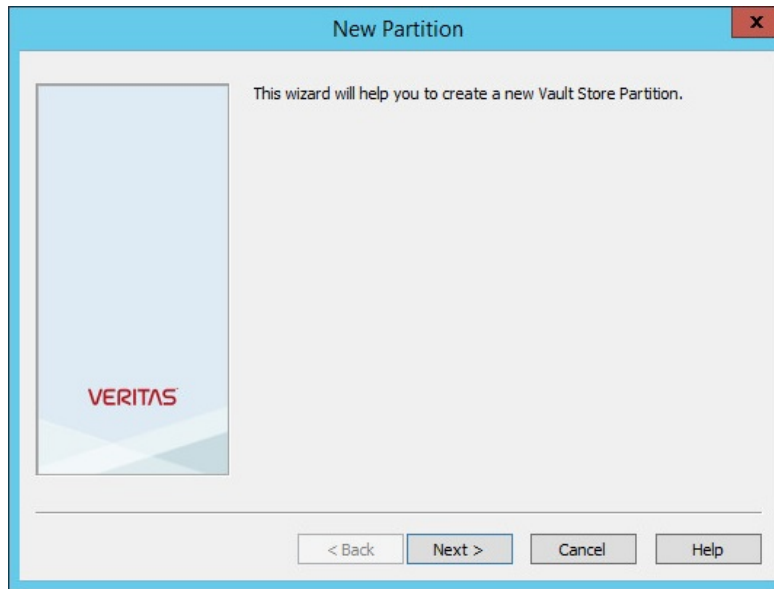 New Partition
x
This wizard will help you to create a new Vault Store Partition.
VERITAS
< Back
Next >
Cancel
Help